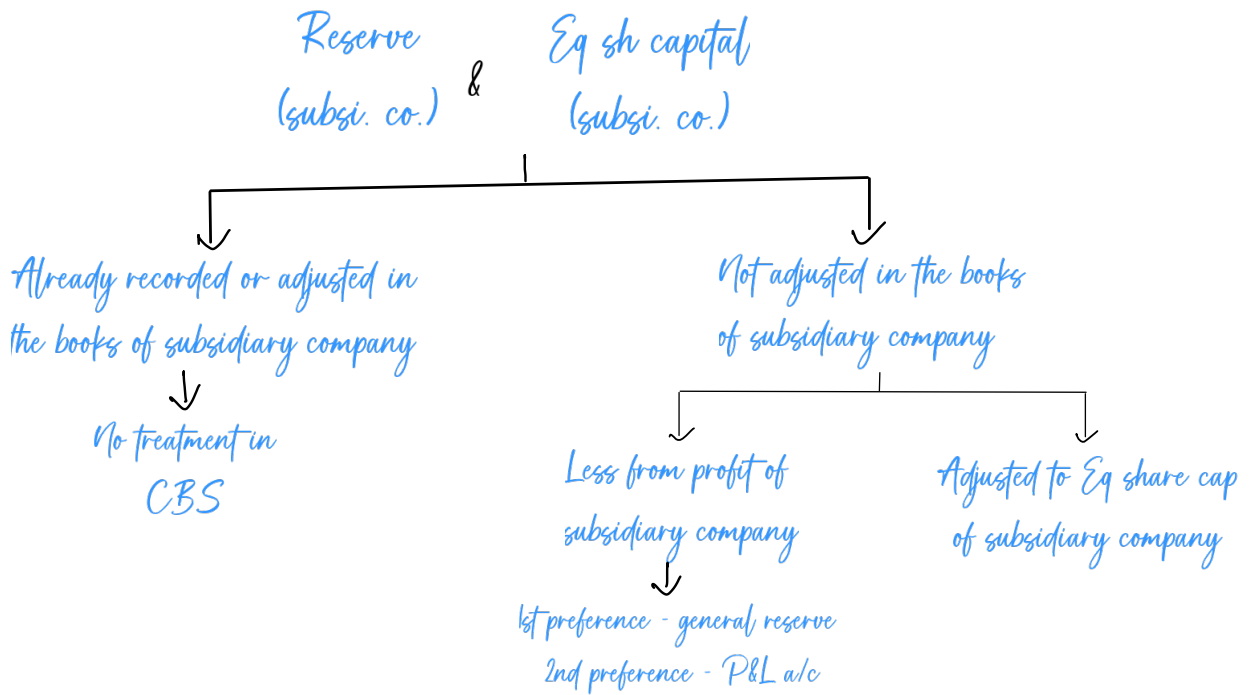 Reserve
(subsi. co.)
&
Eq sh capital
(subsi. co.)
Already recorded or adjusted in
the books of subsidiary company
No treatment in
CBS
Not adjusted in the books
of subsidiary company
Less from profit of
subsidiary company
1st preference - general reserve
2nd preference - P&L a/c
Adjusted to Eq share cap
of subsidiary company